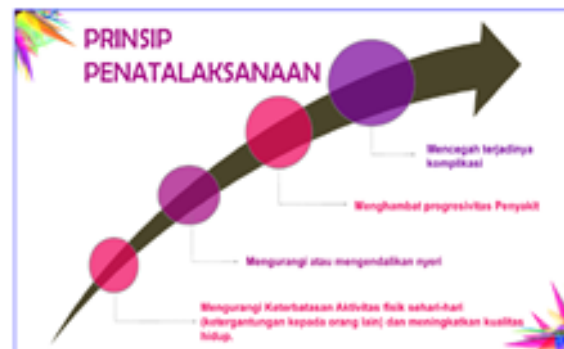 PRINSIP
PENATALAKSANAAN
Mencegah terjadinya
komplikasi
Menghambat progresivitas Penyakit
Mengurangi atau mengendalikan nyeri
Mengurangi Keterbatasan Aktivitas fisik sehari-hari
(ketergantungan kepada orang lain) dan meningkatkan kualitas
hidup.